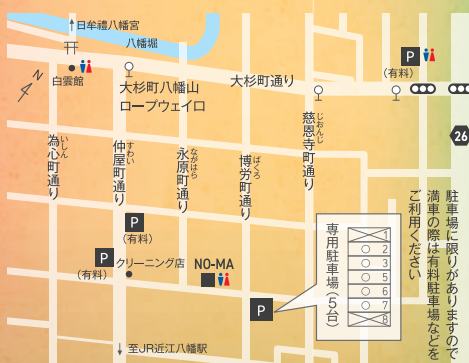 日牟禮八幡宮
八幡堀
白雲館
N
大杉町八幡山
ロープウェイ口
大杉町通り
P
(有料)
26
為心町通り
いしん
仲屋町通り
すわい
永原町通り
ながはら
博労町通り
ばくろ
慈恩寺町通り
じおんじ
P
(有料)
P
(有料)
クリーニング店
NO-MA
P
専用駐車場(5台)
1
2
3
5
6
7
8
駐車場に限りがありますので
満車の際は有料駐車場などを
ご利用ください
至JR近江八幡駅